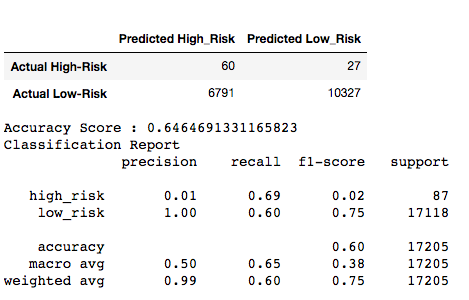 Predicted High_Risk Predicted Low_Risk
Actual High-Risk 60 27
Actual Low-Risk 6791 10327
Accuracy Score : 0.6464691331165823
Classification Report
precision recall f1-score support
high_risk 0.01 0.69 0.02 87
low_risk 1.00 0.60 0.75 17118
accuracy 0.60 17205
macro avg 0.50 0.65 0.38 17205
weighted avg 0.99 0.60 0.75 17205